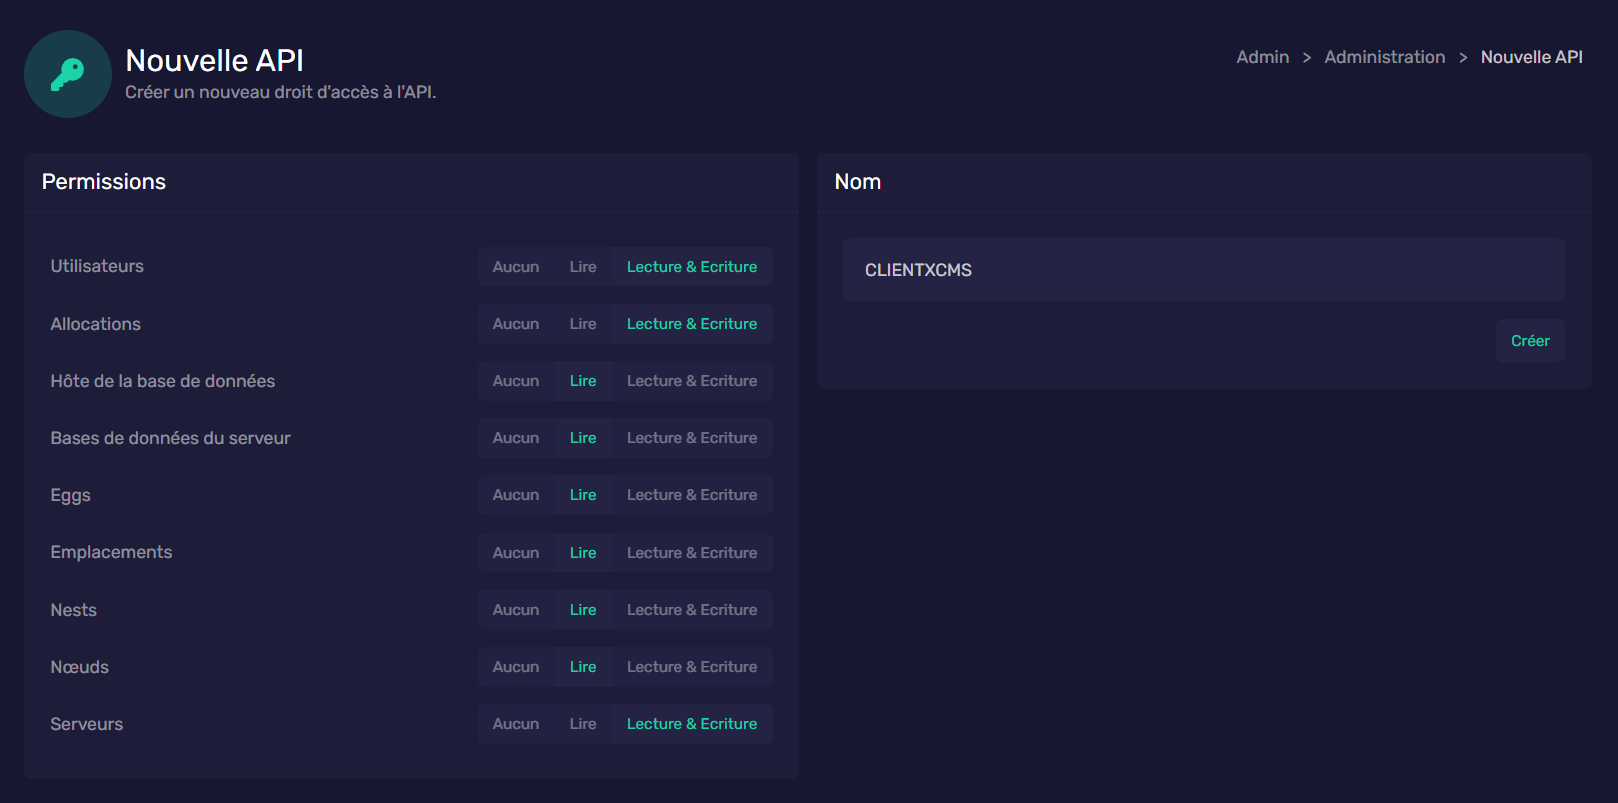 Nouvelle API
Créer un nouveau droit d'accès à l'API.
Admin > Administration > Nouvelle API
Permissions
Utilisateurs Aucun Lire Lecture & Ecriture
Allocations Aucun Lire Lecture & Ecriture
Hôte de la base de données Aucun Lire Lecture & Ecriture
Bases de données du serveur Aucun Lire Lecture & Ecriture
Eggs Aucun Lire Lecture & Ecriture
Emplacements Aucun Lire Lecture & Ecriture
Nests Aucun Lire Lecture & Ecriture
Nœuds Aucun Lire Lecture & Ecriture
Serveurs Aucun Lire Lecture & Ecriture
Nom
CLIENTXCMS
Créer